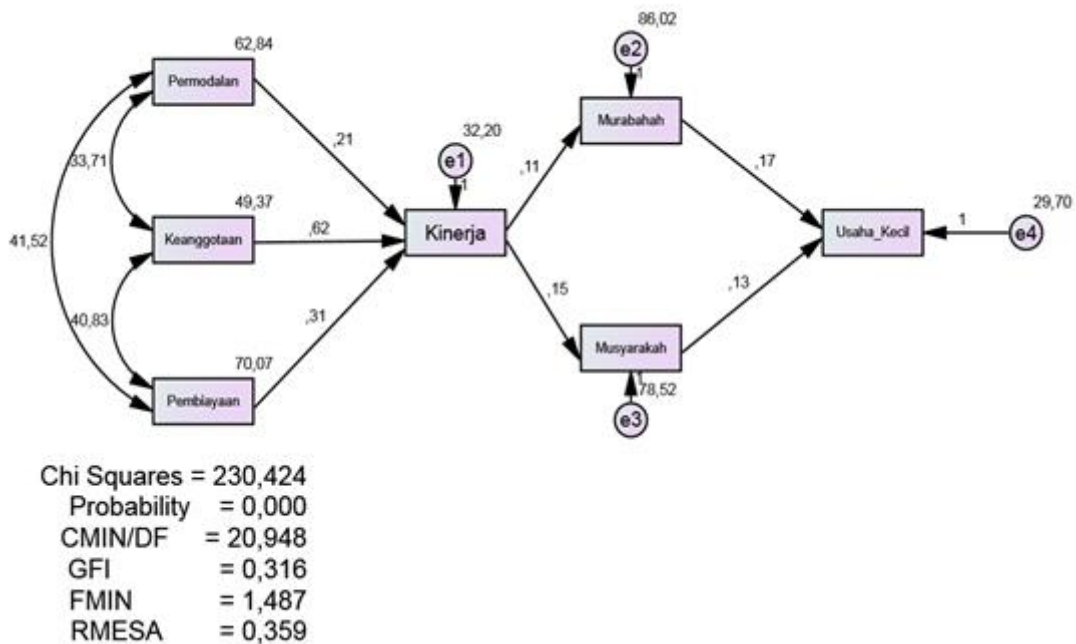 86,02
e2
1
62,84
Permodalan
Murabahah
,21
32,20
e1
1
,11
,17
33,71
49,37
Keanggotaan
,62
Kinerja
Usaha_Kecil
1
29,70
e4
41,52
,15
,13
40,83
,31
70,07
Pembiayaan
Musyarakah
1
78,52
e3
Chi Squares = 230,424
Probability = 0,000
CMIN/DF = 20,948
GFI = 0,316
FMIN = 1,487
RMESA = 0,359